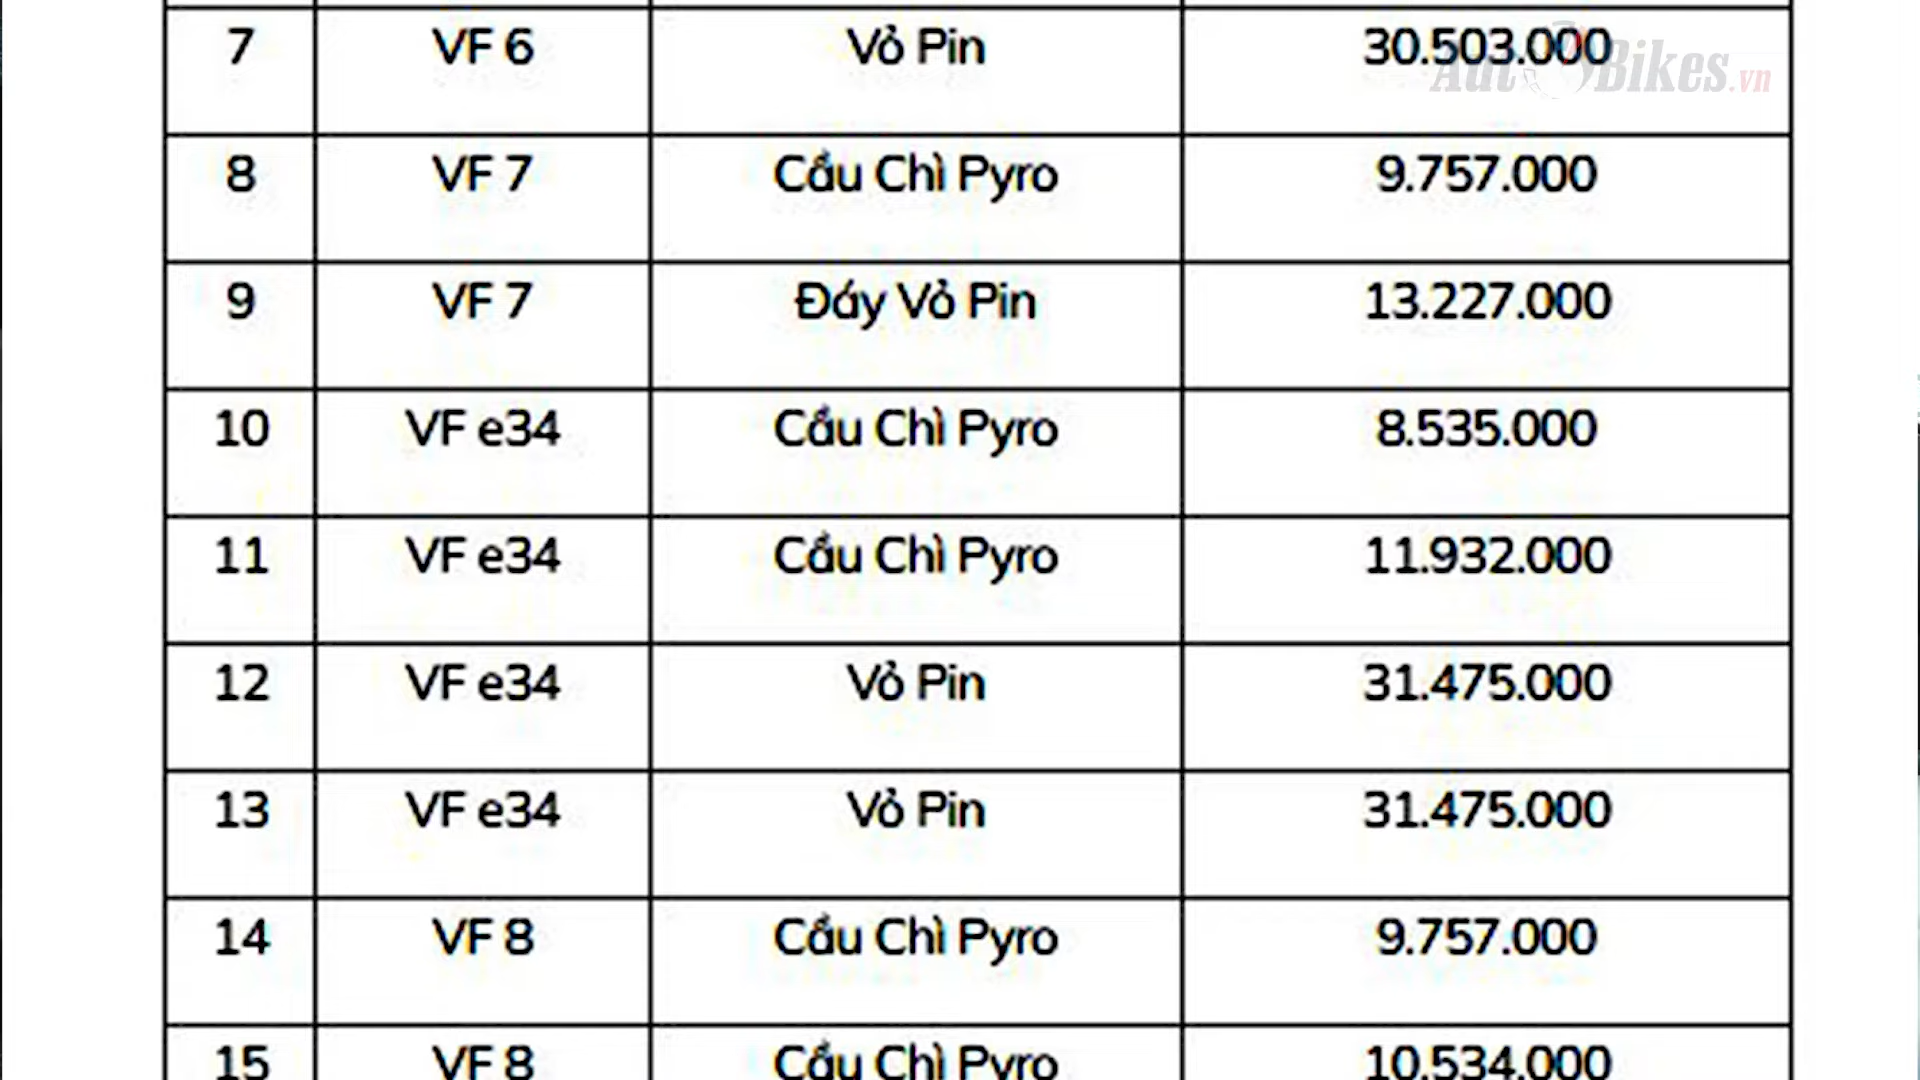 7 VF 6 Vỏ Pin 30.503.000
AutoBikes.vn
8 VF 7 Cầu Chì Pyro 9.757.000
9 VF 7 Đáy Vỏ Pin 13.227.000
10 VF e34 Cầu Chì Pyro 8.535.000
11 VF e34 Cầu Chì Pyro 11.932.000
12 VF e34 Vỏ Pin 31.475.000
13 VF e34 Vỏ Pin 31.475.000
14 VF 8 Cầu Chì Pyro 9.757.000
15 VF 8 Cầu Chì Pyro 10.534.000